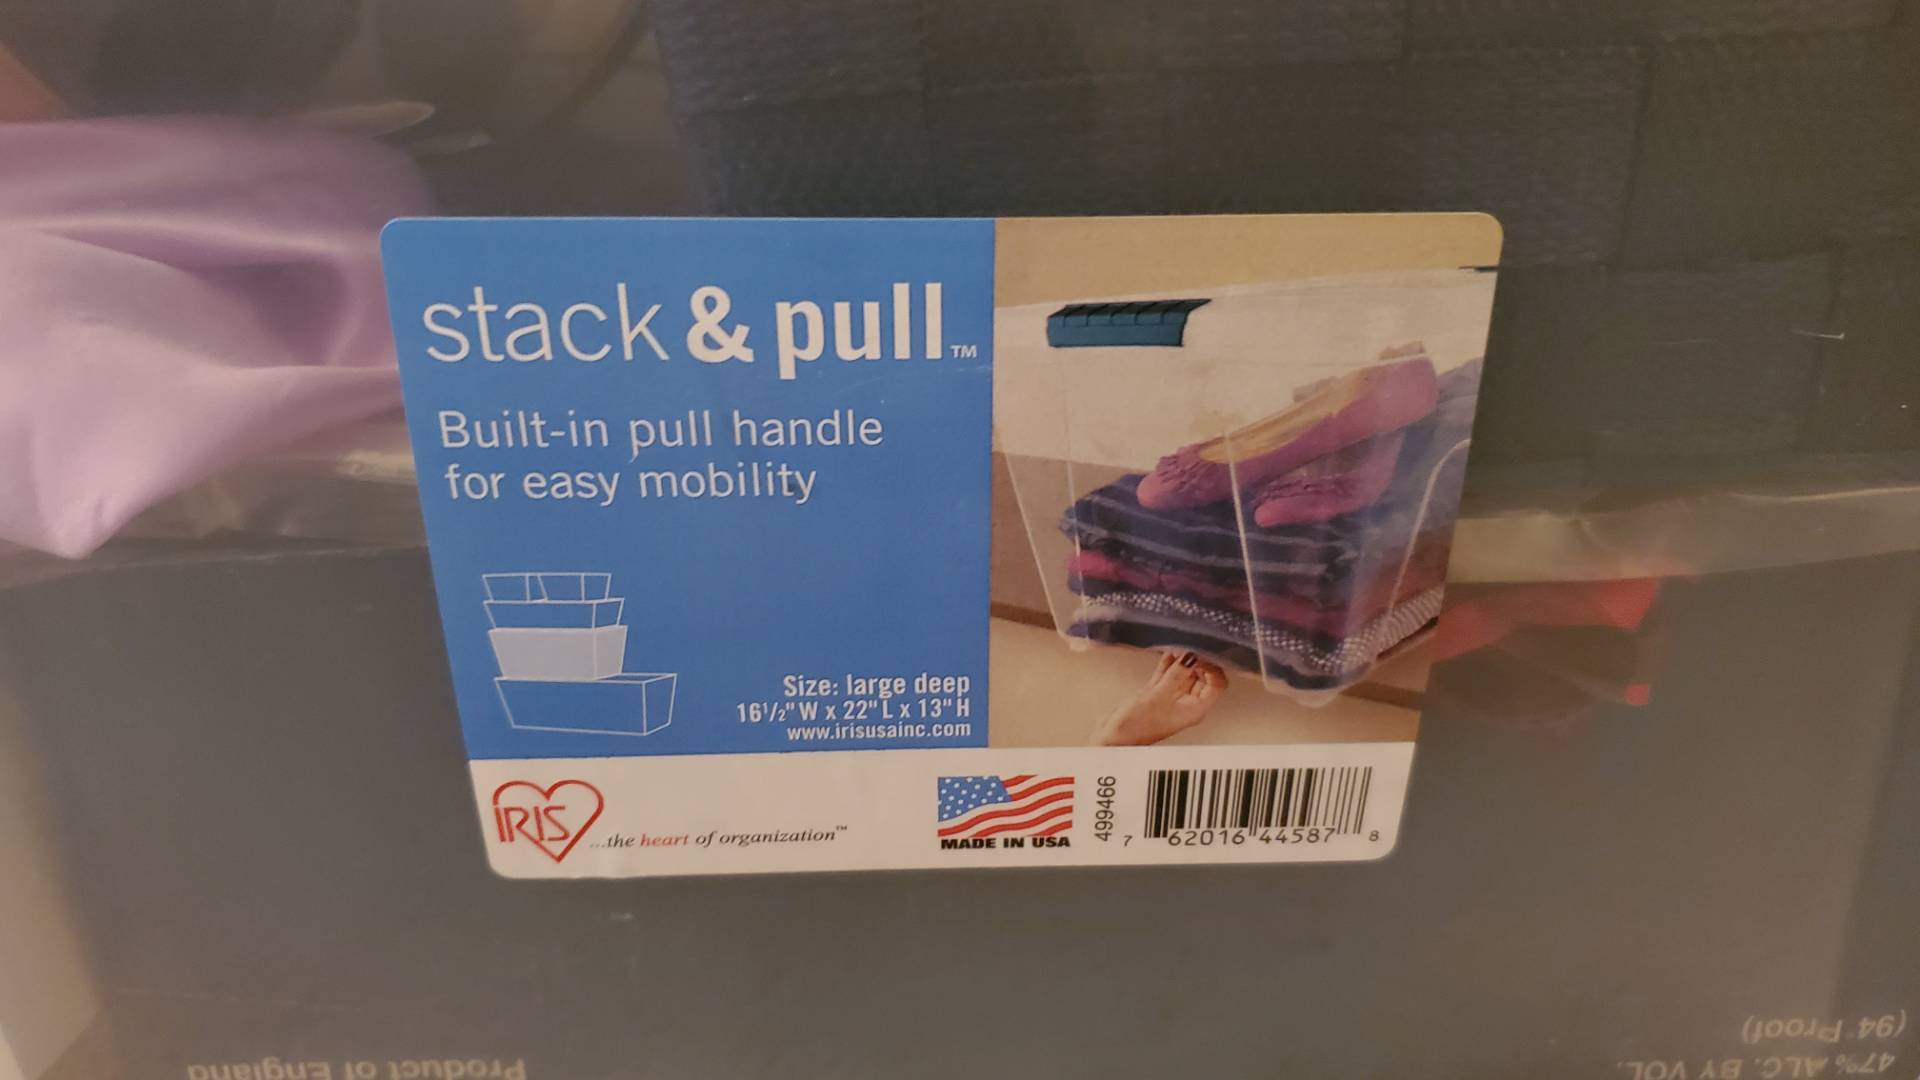 stack & pull™
Built-in pull handle
for easy mobility
Size: large deep
16½" W x 22" L x 13" H
www.irisusainc.com
IRIS
...the heart of organization™
MADE IN USA
499466
7 62016 44587 8
Product of England
47% ALC. BY VOL.
(94 Proof)